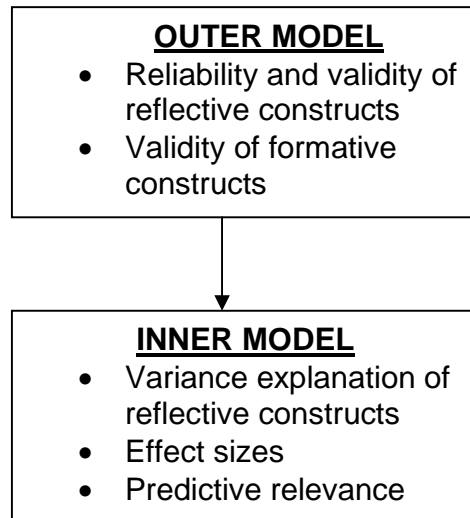 OUTER MODEL
• Reliability and validity of
reflective constructs
• Validity of formative
constructs
INNER MODEL
• Variance explanation of
reflective constructs
• Effect sizes
• Predictive relevance